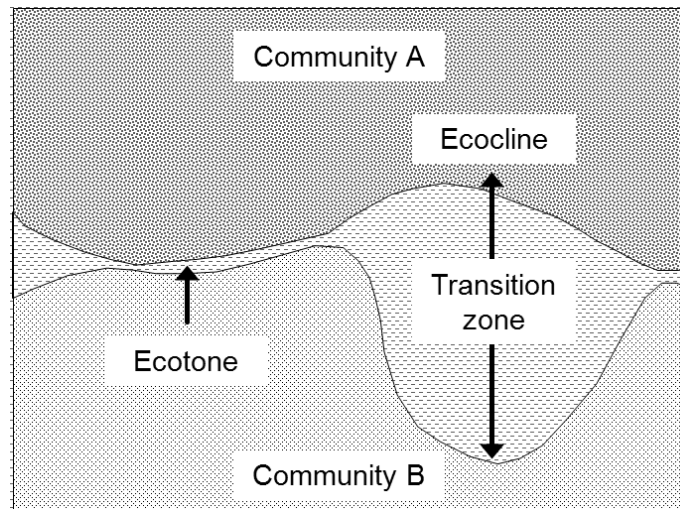 Community A
Ecocline
Transition
zone
Ecotone
Community B